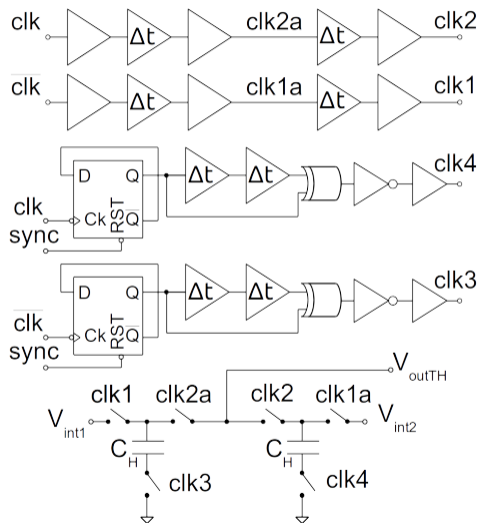 clk Δt clk2a Δt clk2
clk Δt clk1a Δt clk1
D Q Δt Δt clk4
clk Ck RST Q
sync
D Q Δt Δt clk3
clk Ck RST Q
sync
clk1 clk2a clk2 clk1a VoutTH
Vint1 Vint2
CH CH
clk3 clk4